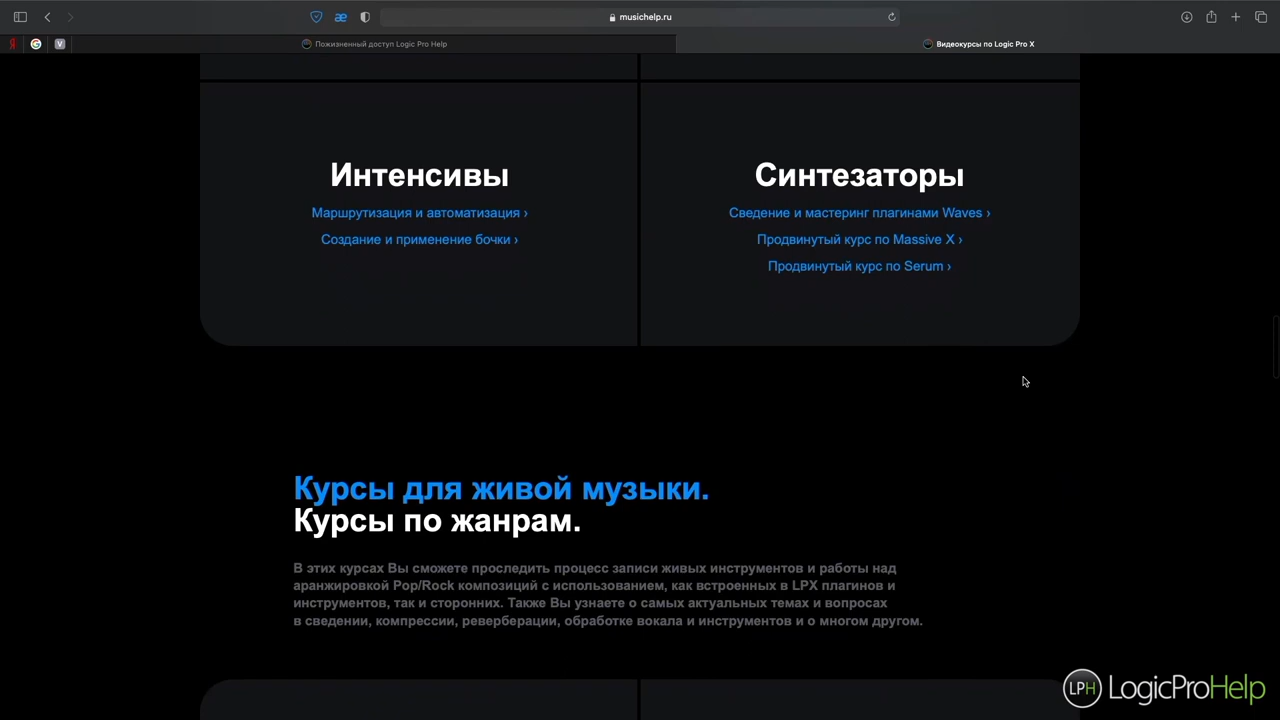 musichelp.ru
Я G V Пожизненный доступ Logic Pro Help Видеокурсы по Logic Pro X
Интенсивы
Маршрутизация и автоматизация ›
Создание и применение бочки ›
Синтезаторы
Сведение и мастеринг плагинами Waves ›
Продвинутый курс по Massive X ›
Продвинутый курс по Serum ›
Курсы для живой музыки.
Курсы по жанрам.
В этих курсах Вы сможете проследить процесс записи живых инструментов и работы над
аранжировкой Pop/Rock композиций с использованием, как встроенных в LPX плагинов и
инструментов, так и сторонних. Также Вы узнаете о самых актуальных темах и вопросах
в сведении, компрессии, реверберации, обработке вокала и инструментов и о многом другом.
LPH LogicProHelp